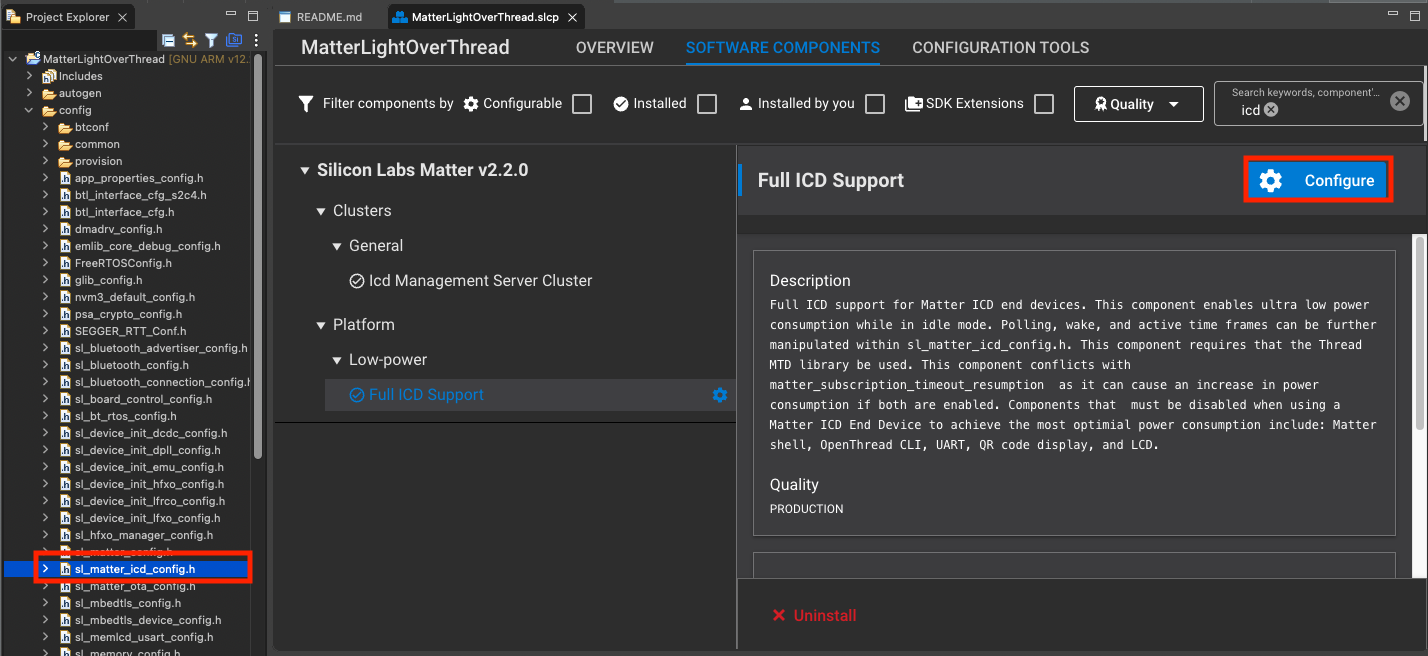 Project Explorer
MatterLightOverThread [GNU ARM v12.
Includes
autogen
config
btconf
common
provision
app_properties_config.h
btl_interface_cfg_s2c4.h
btl_interface_cfg.h
dmadrv_config.h
emlib_core_debug_config.h
FreeRTOSConfig.h
glib_config.h
nvm3_default_config.h
psa_crypto_config.h
SEGGER_RTT_Conf.h
sl_bluetooth_advertiser_config.h
sl_bluetooth_config.h
sl_bluetooth_connection_config.h
sl_board_control_config.h
sl_bt_rtos_config.h
sl_device_init_dcdc_config.h
sl_device_init_dpll_config.h
sl_device_init_emu_config.h
sl_device_init_hfxo_config.h
sl_device_init_lfrco_config.h
sl_device_init_lfxo_config.h
sl_hfxo_manager_config.h
sl_matter_config.h
sl_matter_icd_config.h
sl_matter_ota_config.h
sl_mbedtls_config.h
sl_mbedtls_device_config.h
sl_memlcd_usart_config.h
sl_memory_config.h
README.md
MatterLightOverThread.slcp
MatterLightOverThread
OVERVIEW
SOFTWARE COMPONENTS
CONFIGURATION TOOLS
Filter components by
Configurable
Installed
Installed by you
SDK Extensions
Quality
Search keywords, component'...
icd
Silicon Labs Matter v2.2.0
Clusters
General
Icd Management Server Cluster
Platform
Low-power
Full ICD Support
Full ICD Support
Configure
Description
Full ICD support for Matter ICD end devices. This component enables ultra low power
consumption while in idle mode. Polling, wake, and active time frames can be further
manipulated within sl_matter_icd_config.h. This component requires that the Thread
MTD library be used. This component conflicts with
matter_subscription_timeout_resumption as it can cause an increase in power
consumption if both are enabled. Components that must be disabled when using a
Matter ICD End Device to achieve the most optimial power consumption include: Matter
shell, OpenThread CLI, UART, QR code display, and LCD.
Quality
PRODUCTION
Uninstall